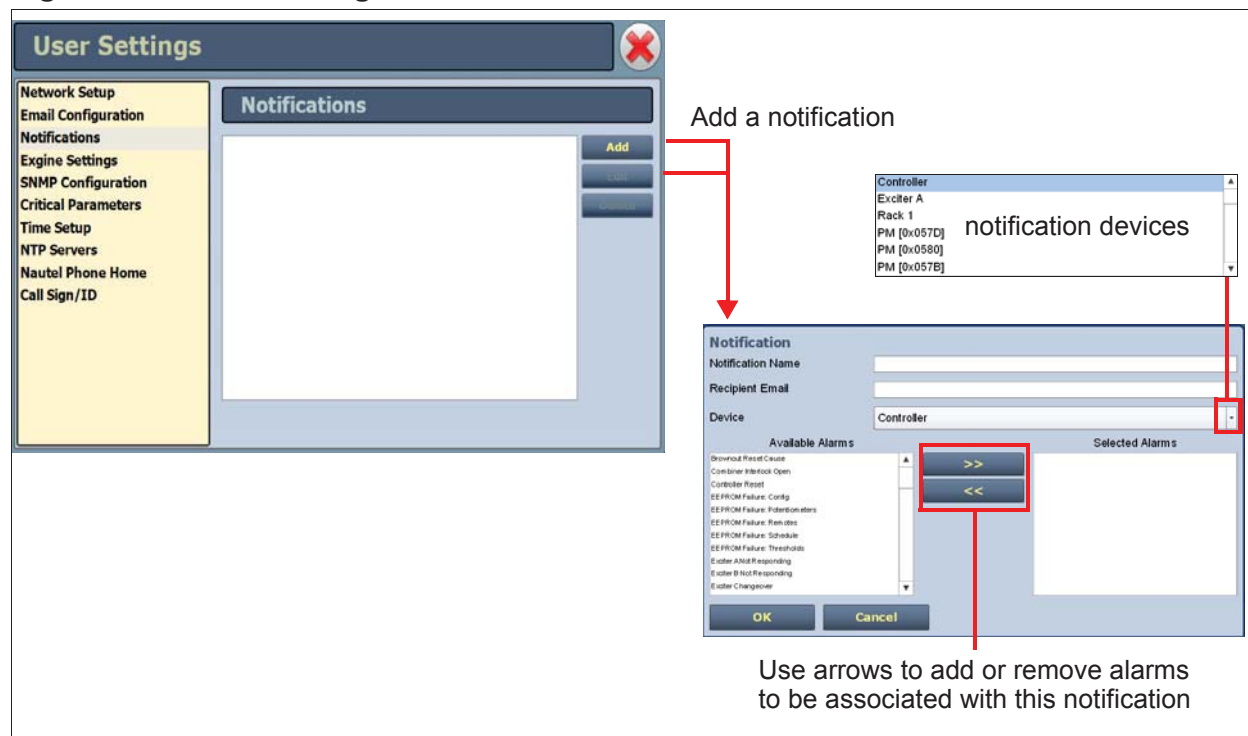 User Settings
Network Setup
Email Configuration
Notifications
Exgine Settings
SNMP Configuration
Critical Parameters
Time Setup
NTP Servers
Nautel Phone Home
Call Sign/ID
Notifications
Add
Edit
Delete
Add a notification
Controller
Exciter A
Rack 1
PM [0x057D]
PM [0x0580]
PM [0x057B]
notification devices
Notification
Notification Name
Recipient Email
Device
Controller
Available Alarms
Selected Alarms
Brownout Reset Cause
Combiner Interlock Open
Controller Reset
EEPROM Failure: Config
EEPROM Failure: Potentiometers
EEPROM Failure: Remotes
EEPROM Failure: Schedule
EEPROM Failure: Thresholds
Exciter A Not Responding
Exciter B Not Responding
Exciter Changeover
>>
<<
OK
Cancel
Use arrows to add or remove alarms
to be associated with this notification